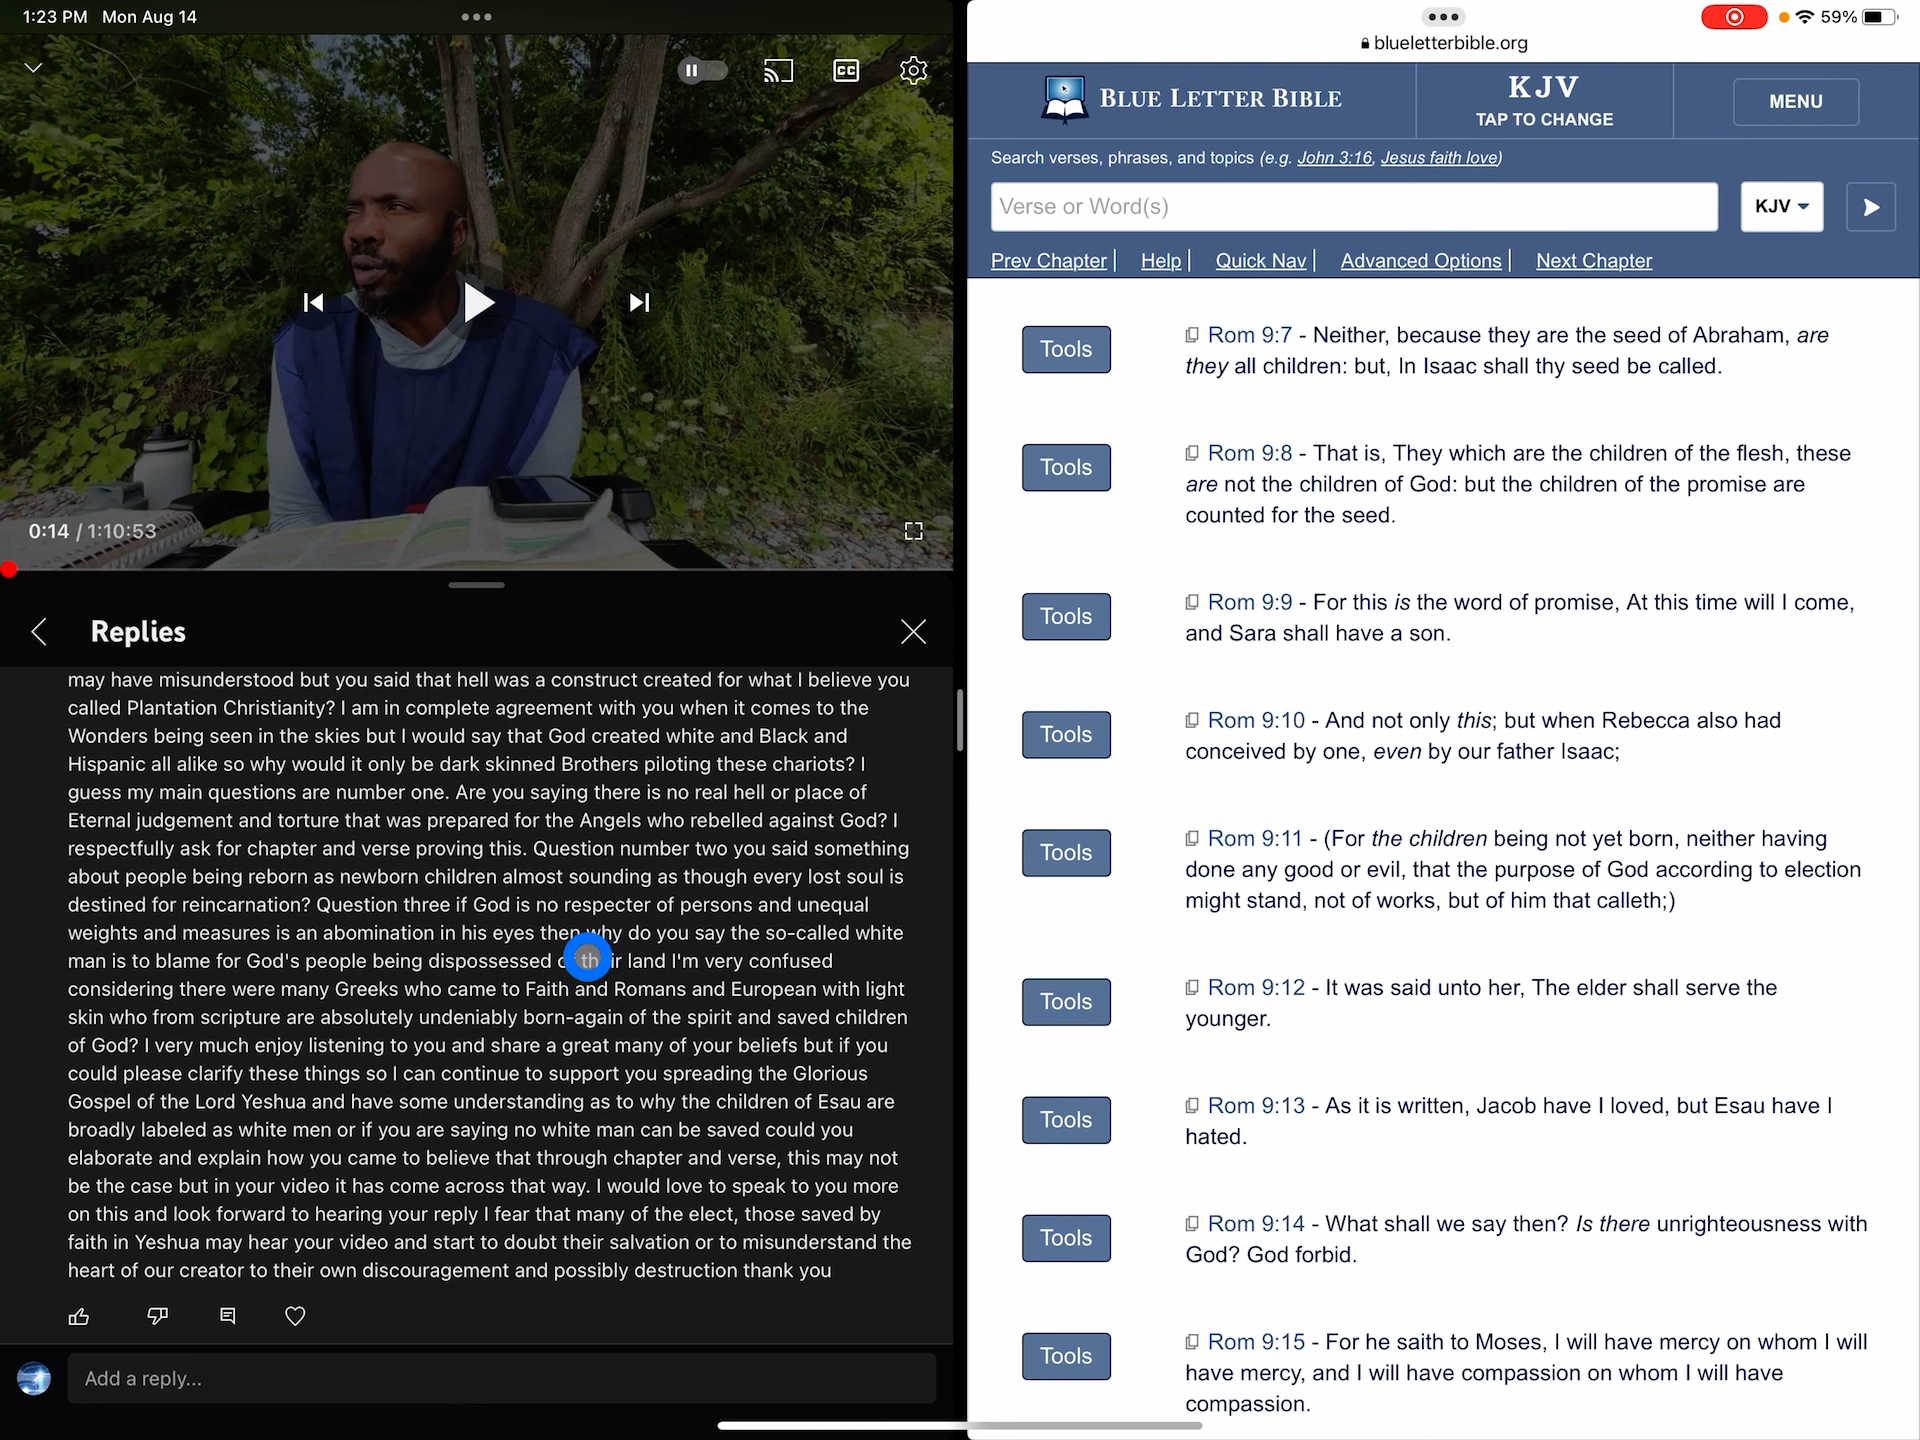 1:23 PM Mon Aug 14
CC
0:14 / 1:10:53
Replies
may have misunderstood but you said that hell was a construct created for what I believe you
called Plantation Christianity? I am in complete agreement with you when it comes to the
Wonders being seen in the skies but I would say that God created white and Black and
Hispanic all alike so why would it only be dark skinned Brothers piloting these chariots? I
guess my main questions are number one. Are you saying there is no real hell or place of
Eternal judgement and torture that was prepared for the Angels who rebelled against God? I
respectfully ask for chapter and verse proving this. Question number two you said something
about people being reborn as newborn children almost sounding as though every lost soul is
destined for reincarnation? Question three if God is no respecter of persons and unequal
weights and measures is an abomination in his eyes then why do you say the so-called white
man is to blame for God's people being dispossessed of their land I'm very confused
considering there were many Greeks who came to Faith and Romans and European with light
skin who from scripture are absolutely undeniably born-again of the spirit and saved children
of God? I very much enjoy listening to you and share a great many of your beliefs but if you
could please clarify these things so I can continue to support you spreading the Glorious
Gospel of the Lord Yeshua and have some understanding as to why the children of Esau are
broadly labeled as white men or if you are saying no white man can be saved could you
elaborate and explain how you came to believe that through chapter and verse, this may not
be the case but in your video it has come across that way. I would love to speak to you more
on this and look forward to hearing your reply I fear that many of the elect, those saved by
faith in Yeshua may hear your video and start to doubt their salvation or to misunderstand the
heart of our creator to their own discouragement and possibly destruction thank you
Add a reply...
59%
blueletterbible.org
BLUE LETTER BIBLE
KJV
TAP TO CHANGE
MENU
Search verses, phrases, and topics (e.g. John 3:16, Jesus faith love)
Verse or Word(s)
KJV
Prev Chapter | Help | Quick Nav | Advanced Options | Next Chapter
Tools
Rom 9:7 - Neither, because they are the seed of Abraham, are
they all children: but, In Isaac shall thy seed be called.
Tools
Rom 9:8 - That is, They which are the children of the flesh, these
are not the children of God: but the children of the promise are
counted for the seed.
Tools
Rom 9:9 - For this is the word of promise, At this time will I come,
and Sara shall have a son.
Tools
Rom 9:10 - And not only this; but when Rebecca also had
conceived by one, even by our father Isaac;
Tools
Rom 9:11 - (For the children being not yet born, neither having
done any good or evil, that the purpose of God according to election
might stand, not of works, but of him that calleth;)
Tools
Rom 9:12 - It was said unto her, The elder shall serve the
younger.
Tools
Rom 9:13 - As it is written, Jacob have I loved, but Esau have I
hated.
Tools
Rom 9:14 - What shall we say then? Is there unrighteousness with
God? God forbid.
Tools
Rom 9:15 - For he saith to Moses, I will have mercy on whom I will
have mercy, and I will have compassion on whom I will have
compassion.